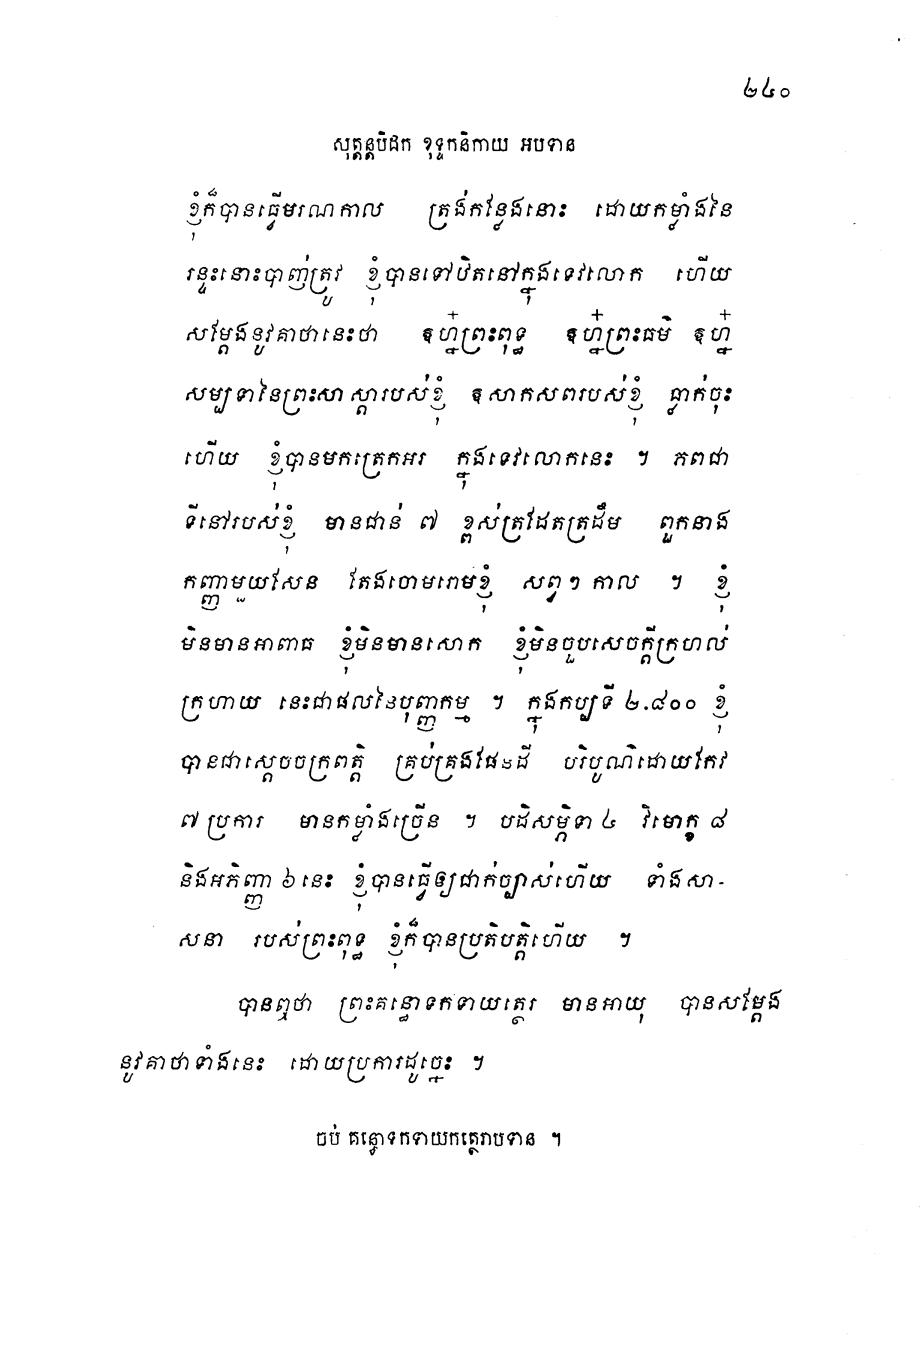 ២៤០
សុត្តន្តបិដក ខុទ្ទកនិកាយ អបទាន
ខ្ញុំក៏បានធ្វើមរណកាល ត្រង់កន្លែងនោះ ដោយកម្លាំងនៃ
រន្ទះនោះបាញ់ត្រូវ ខ្ញុំបានទៅឋិតនៅក្នុងទេវលោក ហើយ
សម្ដែងនូវគាថានេះថា ឱហ្ន៎ព្រះពុទ្ធ ឱហ្ន៎ព្រះធម៌ ឱហ្ន៎
សម្បទានៃព្រះសាស្ដារបស់ខ្ញុំ ឱសាកសពរបស់ខ្ញុំ ធ្លាក់ចុះ
ហើយ ខ្ញុំបានមកត្រេកអរ ក្នុងទេវលោកនេះ ។ ភពជា
ទីនៅរបស់ខ្ញុំ មានជាន់ ៧ ខ្ពស់ត្រដែតត្រដឹម ពួកនាង
កញ្ញាមួយសែន តែងចោមរោមខ្ញុំ សព្វៗ កាល ។ ខ្ញុំ
មិនមានអាពាធ ខ្ញុំមិនមានសោក ខ្ញុំមិនចួបសេចក្ដីក្រហល់
ក្រហាយ នេះជាផលនៃបុញ្ញកម្ម ។ ក្នុងកប្បទី ២.៨០០ ខ្ញុំ
បានជាស្ដេចចក្រពត្តិ គ្រប់គ្រងផែនដី បរិបូណ៌ដោយកែវ
៧ ប្រការ មានកម្លាំងច្រើន ។ បដិសម្ភិទា ៤ វិមោក្ខ ៨
និងអភិញ្ញា ៦ នេះ ខ្ញុំបានធ្វើឲ្យជាក់ច្បាស់ហើយ ទាំងសា-
សនា របស់ព្រះពុទ្ធ ខ្ញុំក៏បានប្រតិបត្តិហើយ ។
បានឮថា ព្រះគន្ធោទកទាយត្ថេរ មានអាយុ បានសម្ដែង
នូវគាថាទាំងនេះ ដោយប្រការដូច្នេះ ។
ចប់ គន្ធោទកទាយកត្ថេរាបទាន ។